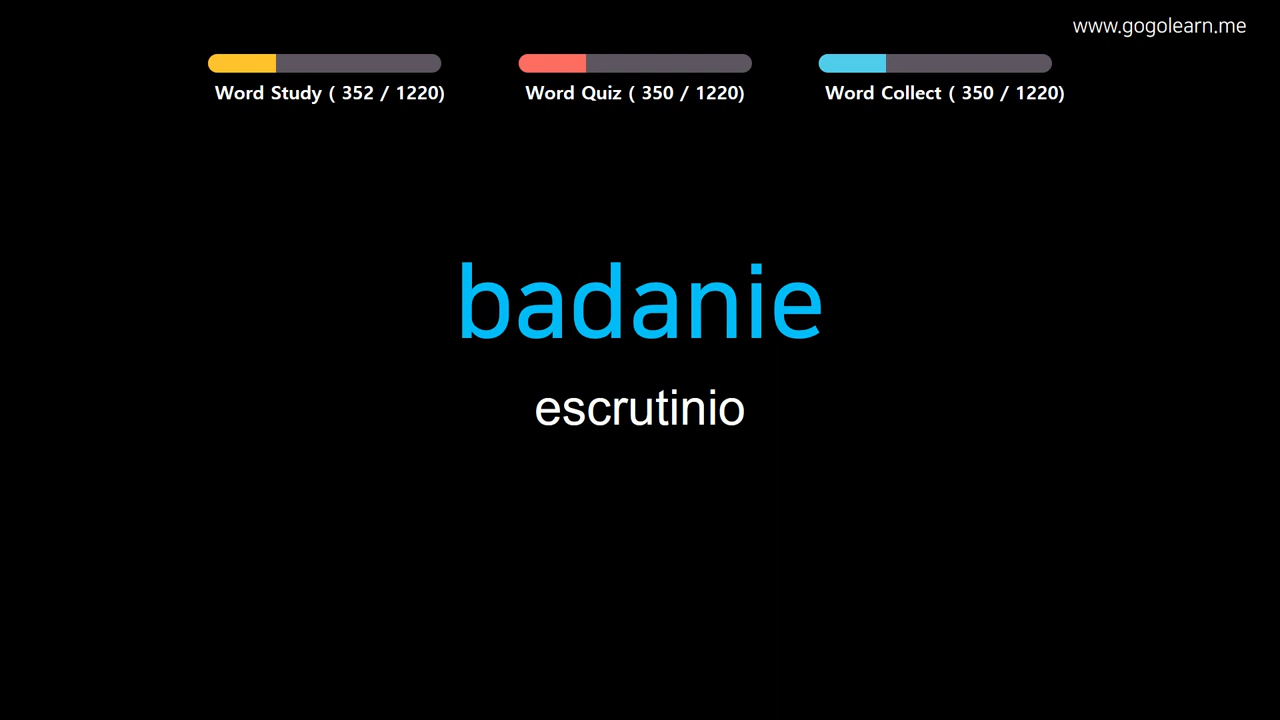 www.gogolearn.me
Word Study ( 352 / 1220)
Word Quiz ( 350 / 1220)
Word Collect ( 350 / 1220)
badanie
escrutinio